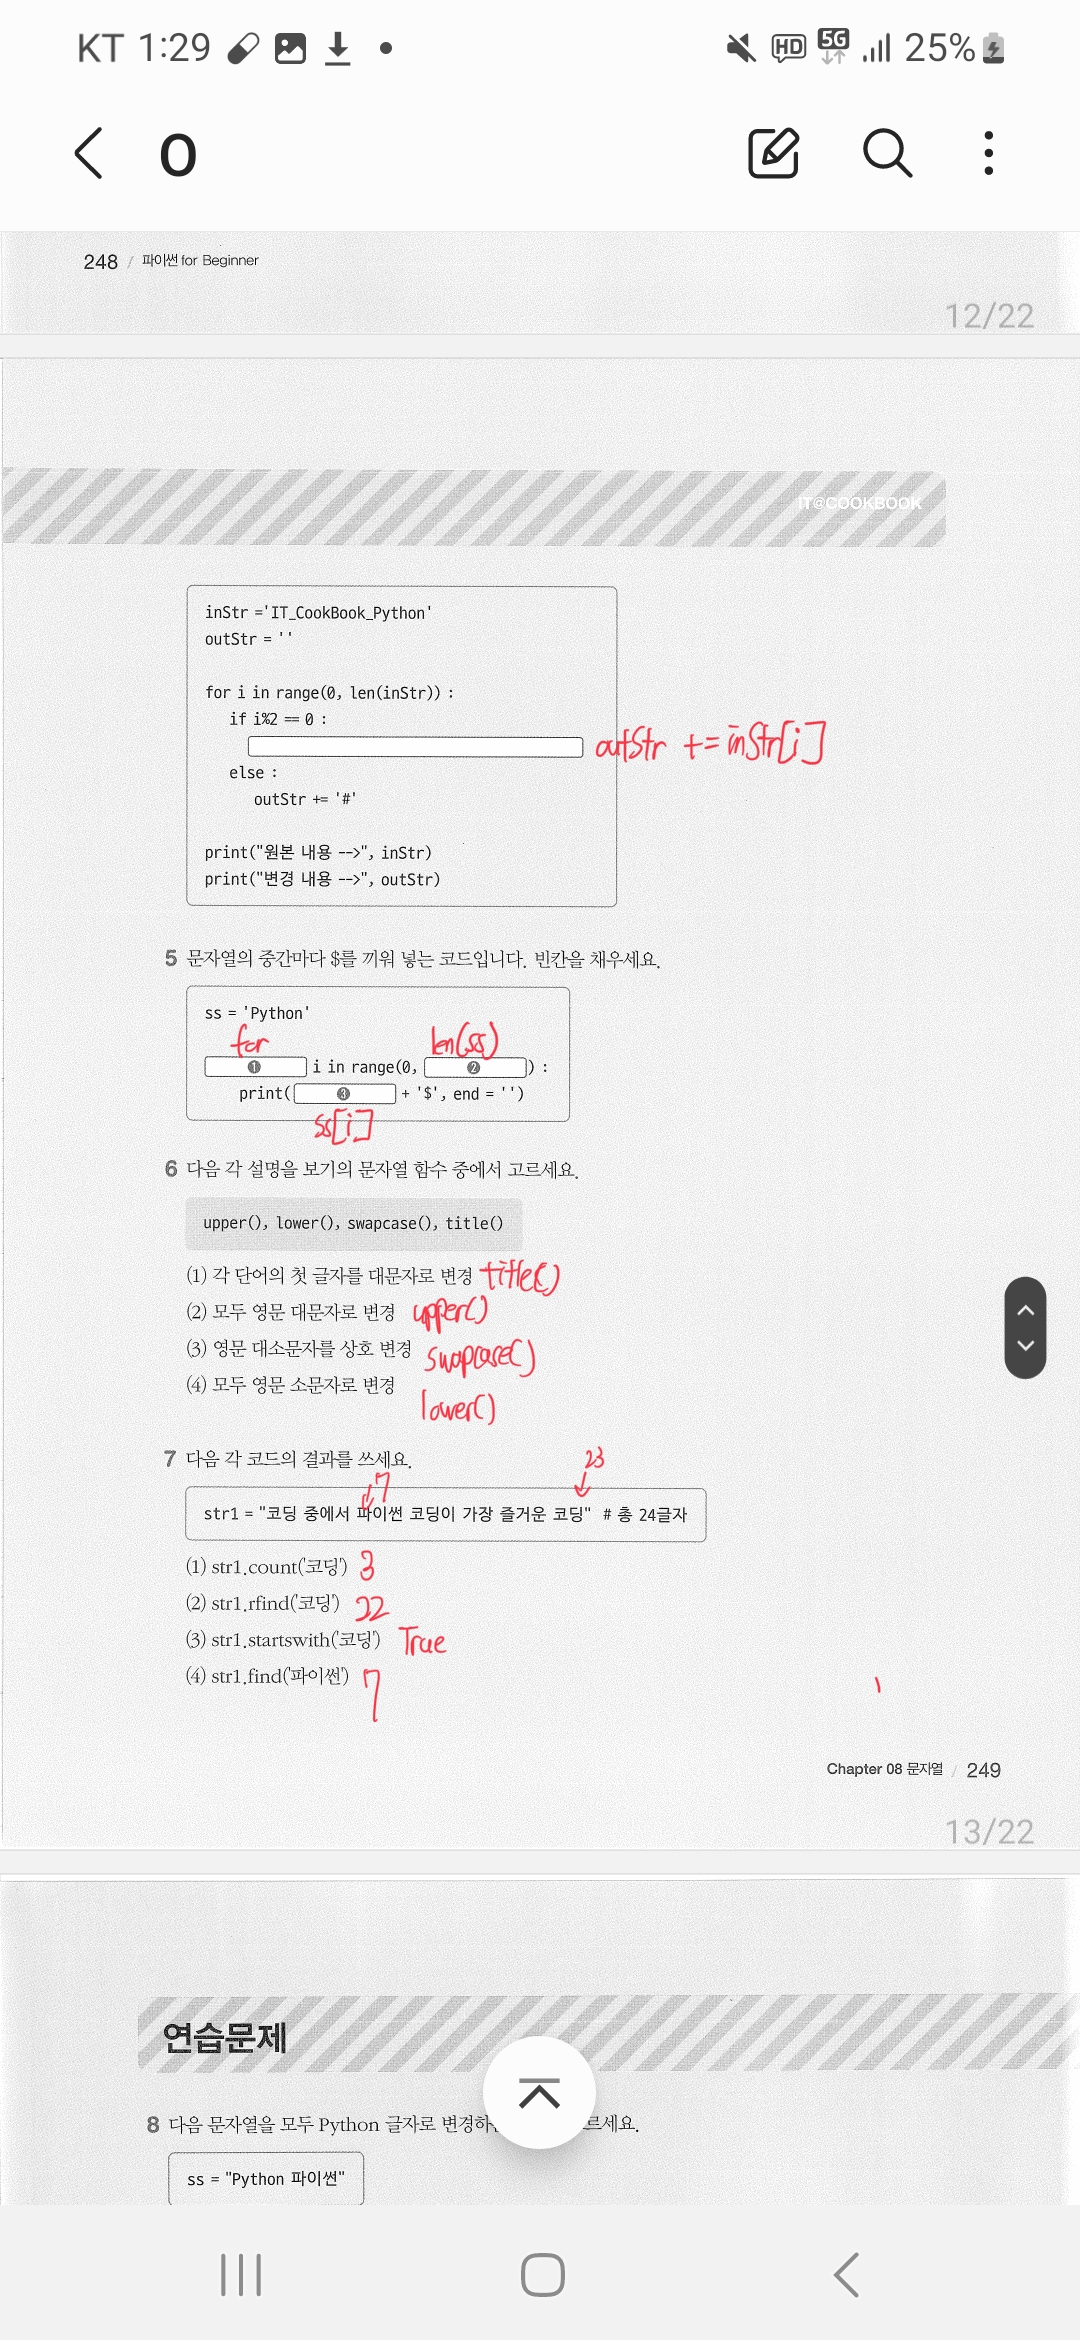 KT 1:29 HD 5G 25%
0
248 / 파이썬 for Beginner
12/22
IT@COOKBOOK
inStr ='IT_CookBook_Python'
outStr = ''
for i in range(0, len(inStr)) :
if i%2 == 0 :
outStr += inStr[i]
else :
outStr += '#'
print("원본 내용 -->", inStr)
print("변경 내용 -->", outStr)
5 문자열의 중간마다 $를 끼워 넣는 코드입니다. 빈칸을 채우세요.
ss = 'Python'
for len(ss)
❶ i in range(0, ❷ ) :
print( ❸ + '$', end = '')
ss[i]
6 다음 각 설명을 보기의 문자열 함수 중에서 고르세요.
upper(), lower(), swapcase(), title()
(1) 각 단어의 첫 글자를 대문자로 변경 title()
(2) 모두 영문 대문자로 변경 upper()
(3) 영문 대소문자를 상호 변경 swapcase()
(4) 모두 영문 소문자로 변경
lower()
7 다음 각 코드의 결과를 쓰세요.
7 23
str1 = "코딩 중에서 파이썬 코딩이 가장 즐거운 코딩" # 총 24글자
(1) str1.count('코딩') 3
(2) str1.rfind('코딩') 22
(3) str1.startswith('코딩') True
(4) str1.find('파이썬') 7
Chapter 08 문자열 / 249
13/22
연습문제
8 다음 문자열을 모두 Python 글자로 변경하 르세요.
ss = "Python 파이썬"